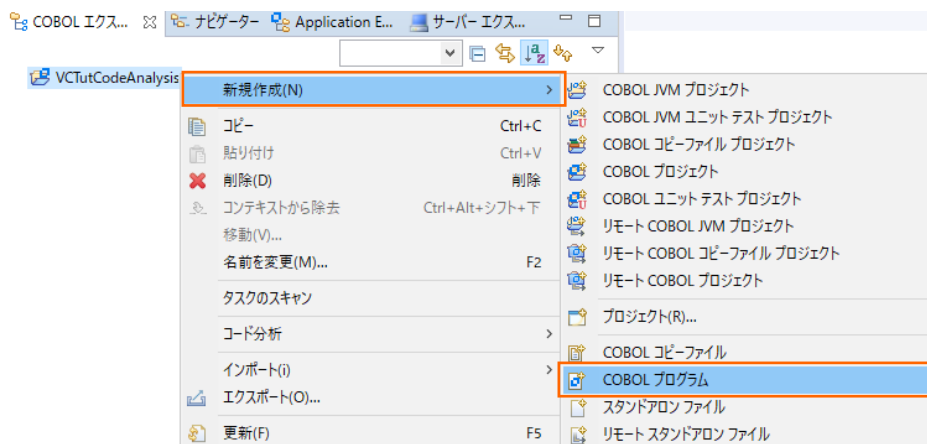 COBOL エクス...
ナビゲーター
Application E...
サーバー エクス...
VCTutCodeAnalysis
新規作成(N)
コピー Ctrl+C
貼り付け Ctrl+V
削除(D) 削除
コンテキストから除去 Ctrl+Alt+シフト+下
移動(V)...
名前を変更(M)... F2
タスクのスキャン
コード分析
インポート(i)
エクスポート(O)...
更新(F) F5
COBOL JVM プロジェクト
COBOL JVM ユニット テスト プロジェクト
COBOL コピーファイル プロジェクト
COBOL プロジェクト
COBOL ユニット テスト プロジェクト
リモート COBOL JVM プロジェクト
リモート COBOL コピーファイル プロジェクト
リモート COBOL プロジェクト
プロジェクト(R)...
COBOL コピーファイル
COBOL プログラム
スタンドアロン ファイル
リモート スタンドアロン ファイル